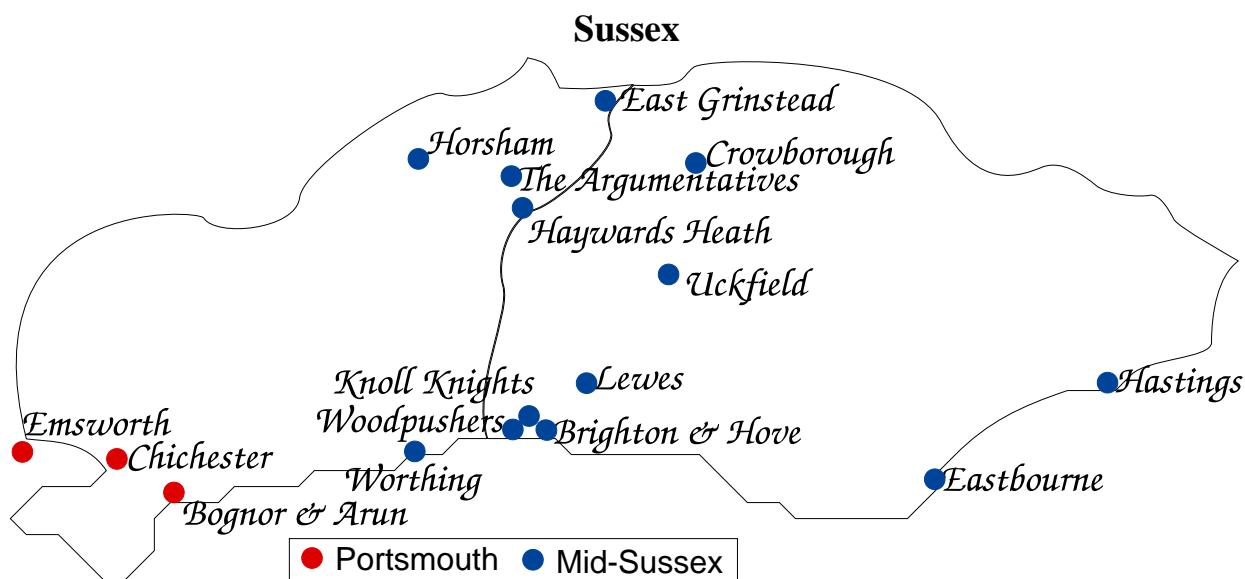 Sussex
East Grinstead
Horsham
Crowborough
The Argumentatives
Haywards Heath
Uckfield
Knoll Knights
Lewes
Hastings
Woodpushers
Emsworth
Brighton & Hove
Chichester
Worthing
Eastbourne
Bognor & Arun
Portsmouth
Mid-Sussex